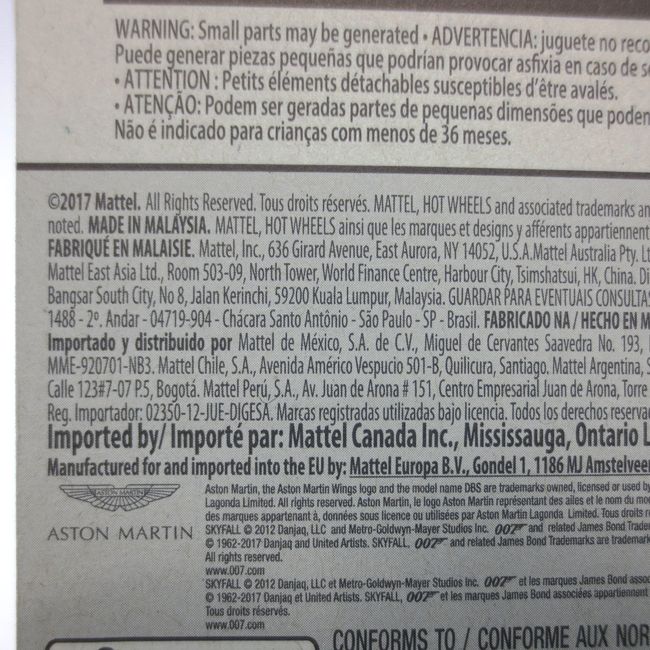 WARNING: Small parts may be generated • ADVERTENCIA: juguete no
Puede generar piezas pequeñas que podrían provocar asfixia en caso de
• ATTENTION : Petits éléments détachables susceptibles d'être avalés.
• ATENÇÃO: Podem ser geradas partes de pequenas dimensões que
Não é indicado para crianças com menos de 36 meses.
©2017 Mattel. All Rights Reserved. Tous droits réservés. MATTEL, HOT WHEELS and associated trademarks
noted. MADE IN MALAYSIA. MATTEL, HOT WHEELS ainsi que les marques et designs y afférents appartiennent
FABRIQUÉ EN MALAISIE. Mattel, Inc., 636 Girard Avenue, East Aurora, NY 14052, U.S.A.Mattel Australia Pty.
Mattel East Asia Ltd., Room 503-09, North Tower, World Finance Centre, Harbour City, Tsimshatsui, HK, China.
Bangsar South City, No 8, Jalan Kerinchi, 59200 Kuala Lumpur, Malaysia. GUARDAR PARA EVENTUAIS
1488 - 2º. Andar - 04719-904 - Chácara Santo Antônio - São Paulo - SP - Brasil. FABRICADO NA / HECHO EN
Importado y distribuido por Mattel de México, S.A. de C.V., Miguel de Cervantes Saavedra No. 193,
MME-920701-NB3. Mattel Chile, S.A., Avenida Américo Vespucio 501-B, Quilicura, Santiago. Mattel Argentina,
Calle 123#7-07 P.5, Bogotá. Mattel Perú, S.A., Av. Juan de Arona # 151, Centro Empresarial Juan de Arona, Torre
Reg. Importador: 02350-12-JUE-DIGESA. Marcas registradas utilizadas bajo licencia. Todos los derechos
Imported by/ Importé par: Mattel Canada Inc., Mississauga, Ontario L
Manufactured for and imported into the EU by: Mattel Europa B.V., Gondel 1, 1186 MJ
ASTON MARTIN
ASTON MARTIN
Aston Martin, the Aston Martin Wings logo and the model name DBS are trademarks owned, licensed or used by
Lagonda Limited. All rights reserved. Aston Martin, le logo Aston Martin représentant des ailes et le nom du
des marques appartenant à, données sous licence ou utilisées par Aston Martin Lagonda Limited. Tous droits
SKYFALL © 2012 Danjaq, LLC and Metro-Goldwyn-Mayer Studios Inc. 007 and related James Bond
© 1962-2017 Danjaq and United Artists. SKYFALL, 007 and related James Bond Trademarks are
All rights reserved.
www.007.com
SKYFALL © 2012 Danjaq, LLC et Metro-Goldwyn-Mayer Studios Inc. 007 et les marques James Bond
© 1962-2017 Danjaq et United Artists. SKYFALL, 007 et les marques James Bond associées appartiennent
Tous droits réservés.
www.007.com
CONFORMS TO / CONFORME AUX